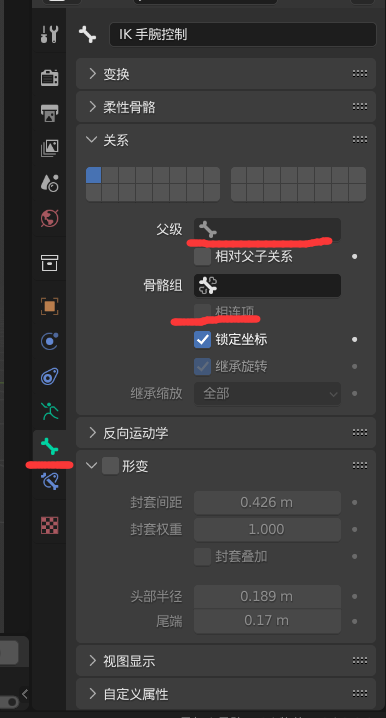 IK 手腕控制
变换
柔性骨骼
关系
父级
相对父子关系
骨骼组
相连项
锁定坐标
继承旋转
继承缩放 全部
反向运动学
形变
封套间距 0.426 m
封套权重 1.000
封套叠加
头部半径 0.189 m
尾端 0.17 m
视图显示
自定义属性